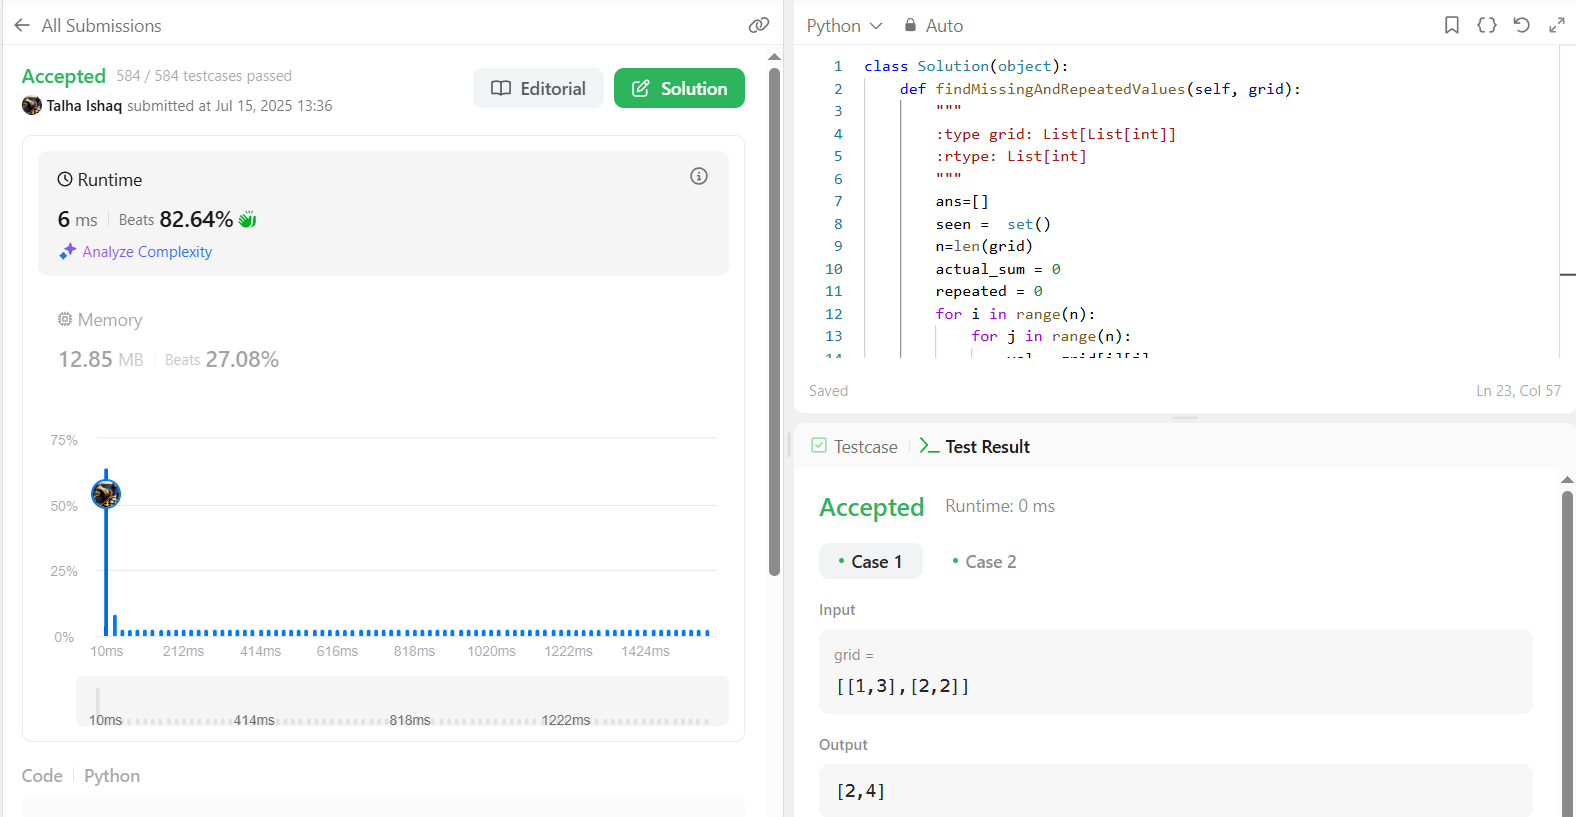 All Submissions
Accepted 584 / 584 testcases passed
Talha Ishaq submitted at Jul 15, 2025 13:36
Editorial
Solution
Runtime
6 ms Beats 82.64%
Analyze Complexity
Memory
12.85 MB Beats 27.08%
75%
50%
25%
0%
10ms 212ms 414ms 616ms 818ms 1020ms 1222ms 1424ms
10ms 414ms 818ms 1222ms
Code Python
Python Auto
1 class Solution(object):
2 def findMissingAndRepeatedValues(self, grid):
3 """
4 :type grid: List[List[int]]
5 :rtype: List[int]
6 """
7 ans=[]
8 seen =  set()
9 n=len(grid)
10 actual_sum = 0
11 repeated = 0
12 for i in range(n):
13 for j in range(n):
14 val = grid[i][j]
Saved
Ln 23, Col 57
Testcase
Test Result
Accepted Runtime: 0 ms
Case 1
Case 2
Input
grid =
[[1,3],[2,2]]
Output
[2,4]